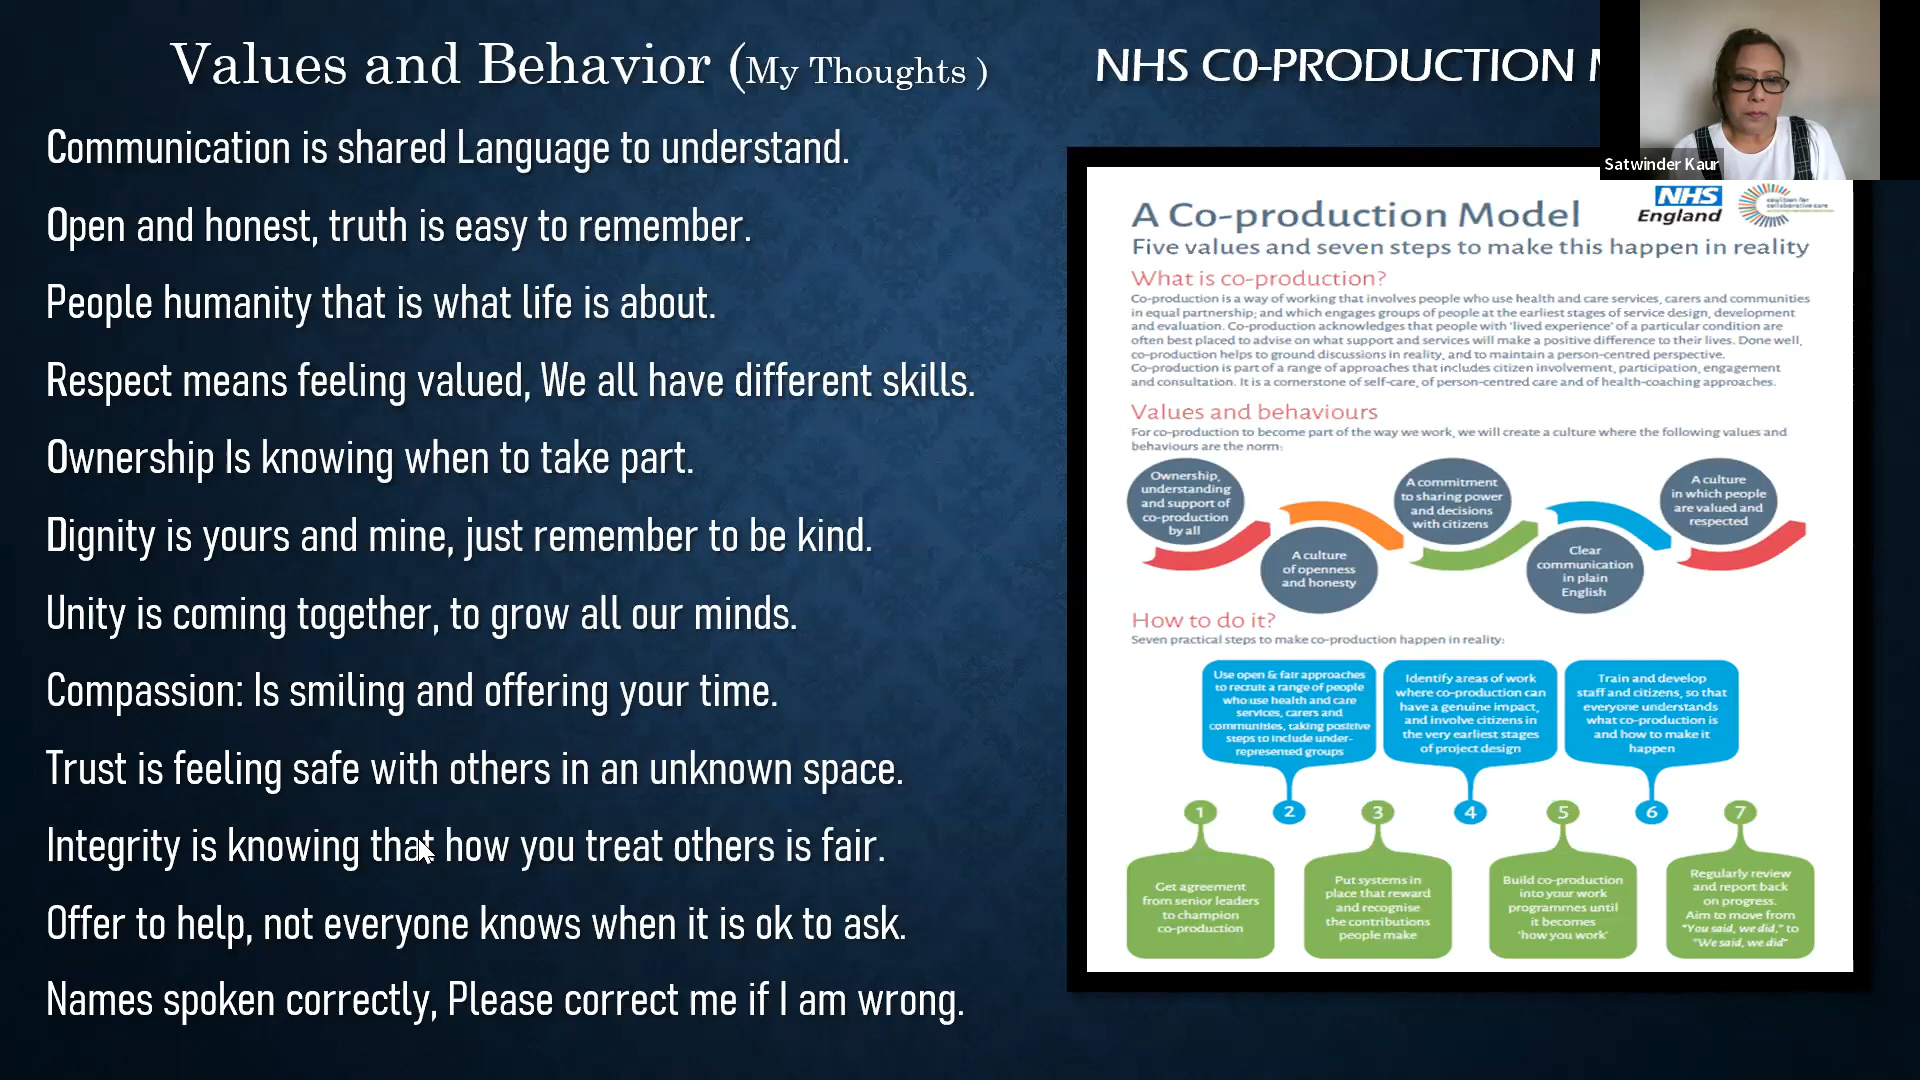 Values and Behavior (My Thoughts )
Communication is shared Language to understand.
Open and honest, truth is easy to remember.
People humanity that is what life is about.
Respect means feeling valued, We all have different skills.
Ownership Is knowing when to take part.
Dignity is yours and mine, just remember to be kind.
Unity is coming together, to grow all our minds.
Compassion: Is smiling and offering your time.
Trust is feeling safe with others in an unknown space.
Integrity is knowing that how you treat others is fair.
Offer to help, not everyone knows when it is ok to ask.
Names spoken correctly, Please correct me if I am wrong.
NHS C0-PRODUCTION
Satwinder Kaur
NHS
England
coalition for
collaborative care
A Co-production Model
Five values and seven steps to make this happen in reality
What is co-production?
Co-production is a way of working that involves people who use health and care services, carers and communities
in equal partnership; and which engages groups of people at the earliest stages of service design, development
and evaluation. Co-production acknowledges that people with 'lived experience' of a particular condition are
often best placed to advise on what support and services will make a positive difference to their lives. Done well,
co-production helps to ground discussions in reality, and to maintain a person-centred perspective.
Co-production is part of a range of approaches that includes citizen involvement, participation, engagement
and consultation. It is a cornerstone of self-care, of person-centred care and of health-coaching approaches.
Values and behaviours
For co-production to become part of the way we work, we will create a culture where the following values and
behaviours are the norm:
Ownership,
understanding
and support of
co-production
by all
A culture
of openness
and honesty
A commitment
to sharing power
and decisions
with citizens
Clear
communication
in plain
English
A culture
in which people
are valued and
respected
How to do it?
Seven practical steps to make co-production happen in reality:
1
Get agreement
from senior leaders
to champion
co-production
Use open & fair approaches
to recruit a range of people
who use health and care
services, carers and
communities, taking positive
steps to include under-
represented groups
2
3
Put systems in
place that reward
and recognise
the contributions
people make
Identify areas of work
where co-production can
have a genuine impact,
and involve citizens in
the very earliest stages
of project design
4
5
Build co-production
into your work
programmes until
it becomes
'how you work'
Train and develop
staff and citizens, so that
everyone understands
what co-production is
and how to make it
happen
6
7
Regularly review
and report back
on progress.
Aim to move from
"You said, we did," to
"We said, we did"